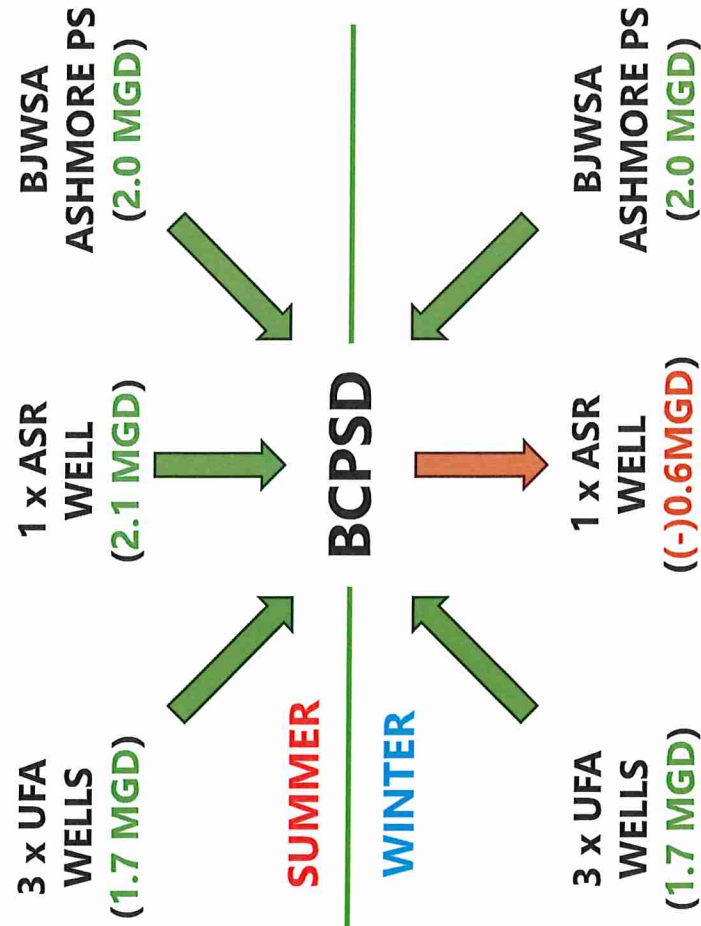 3 x UFA
WELLS
(1.7 MGD)
1 x ASR
WELL
(2.1 MGD)
BJWSA
ASHMORE PS
(2.0 MGD)
SUMMER
BCPSD
WINTER
3 x UFA
WELLS
(1.7 MGD)
1 x ASR
WELL
((-)0.6MGD)
BJWSA
ASHMORE PS
(2.0 MGD)